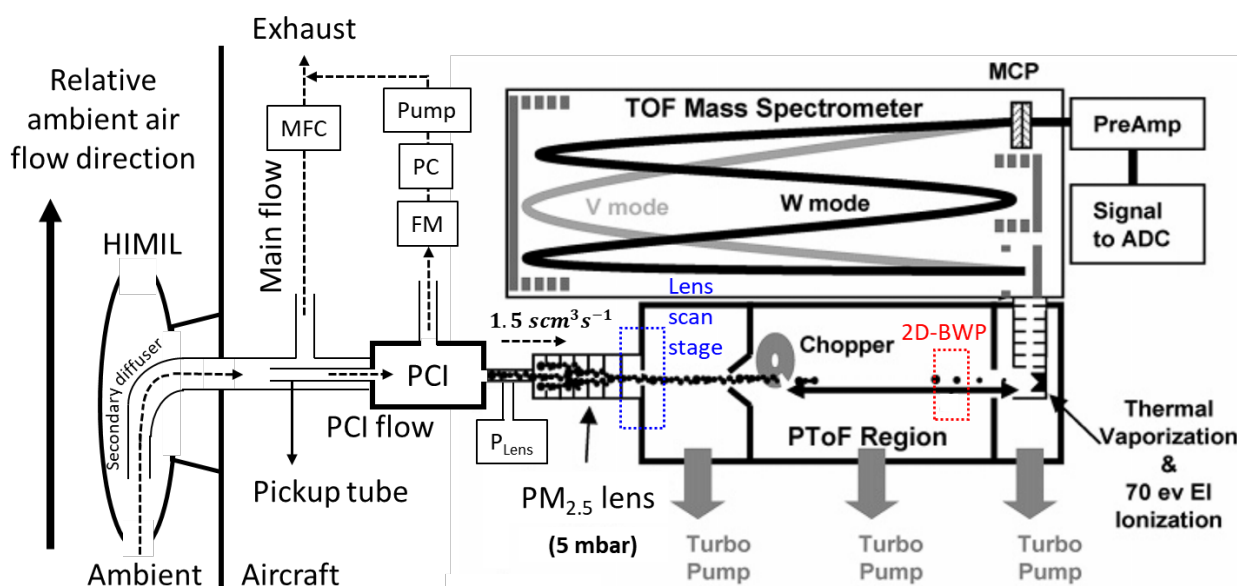 Exhaust
Relative
ambient air
flow direction
MFC
Pump
PC
FM
Main flow
HIMIL
Secondary diffuser
PCI
PCI flow
Pickup tube
Ambient
Aircraft
1.5 scm³s⁻¹
P_Lens
PM₂.₅ lens
(5 mbar)
Lens
scan
stage
TOF Mass Spectrometer
V mode
W mode
MCP
PreAmp
Signal
to ADC
Chopper
2D-BWP
PToF Region
Thermal
Vaporization
&
70 ev EI
Ionization
Turbo
Pump
Turbo
Pump
Turbo
Pump